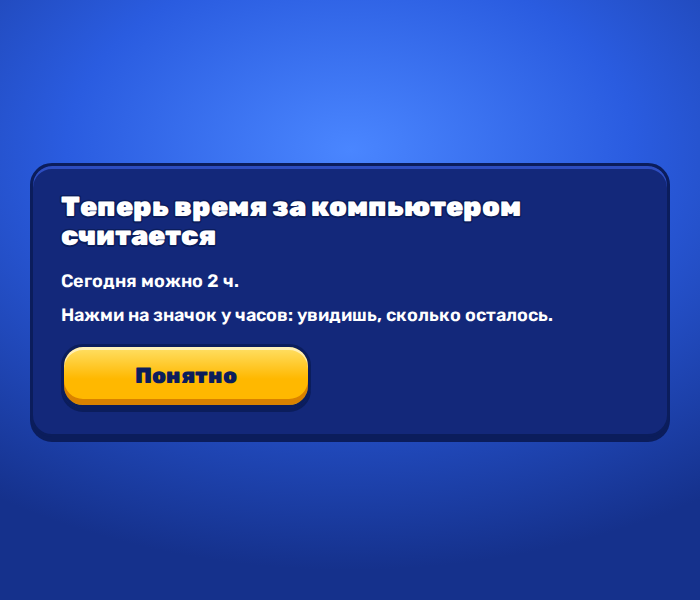 Теперь время за компьютером
считается
Сегодня можно 2 ч.
Нажми на значок у часов: увидишь, сколько осталось.
Понятно